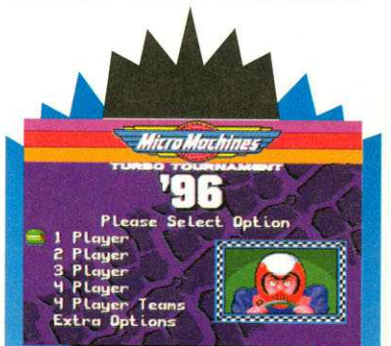 Micro Machines
TURBO TOURNAMENT
'96
Please Select Option
1 Player
2 Player
3 Player
4 Player
4 Player Teams
Extra Options